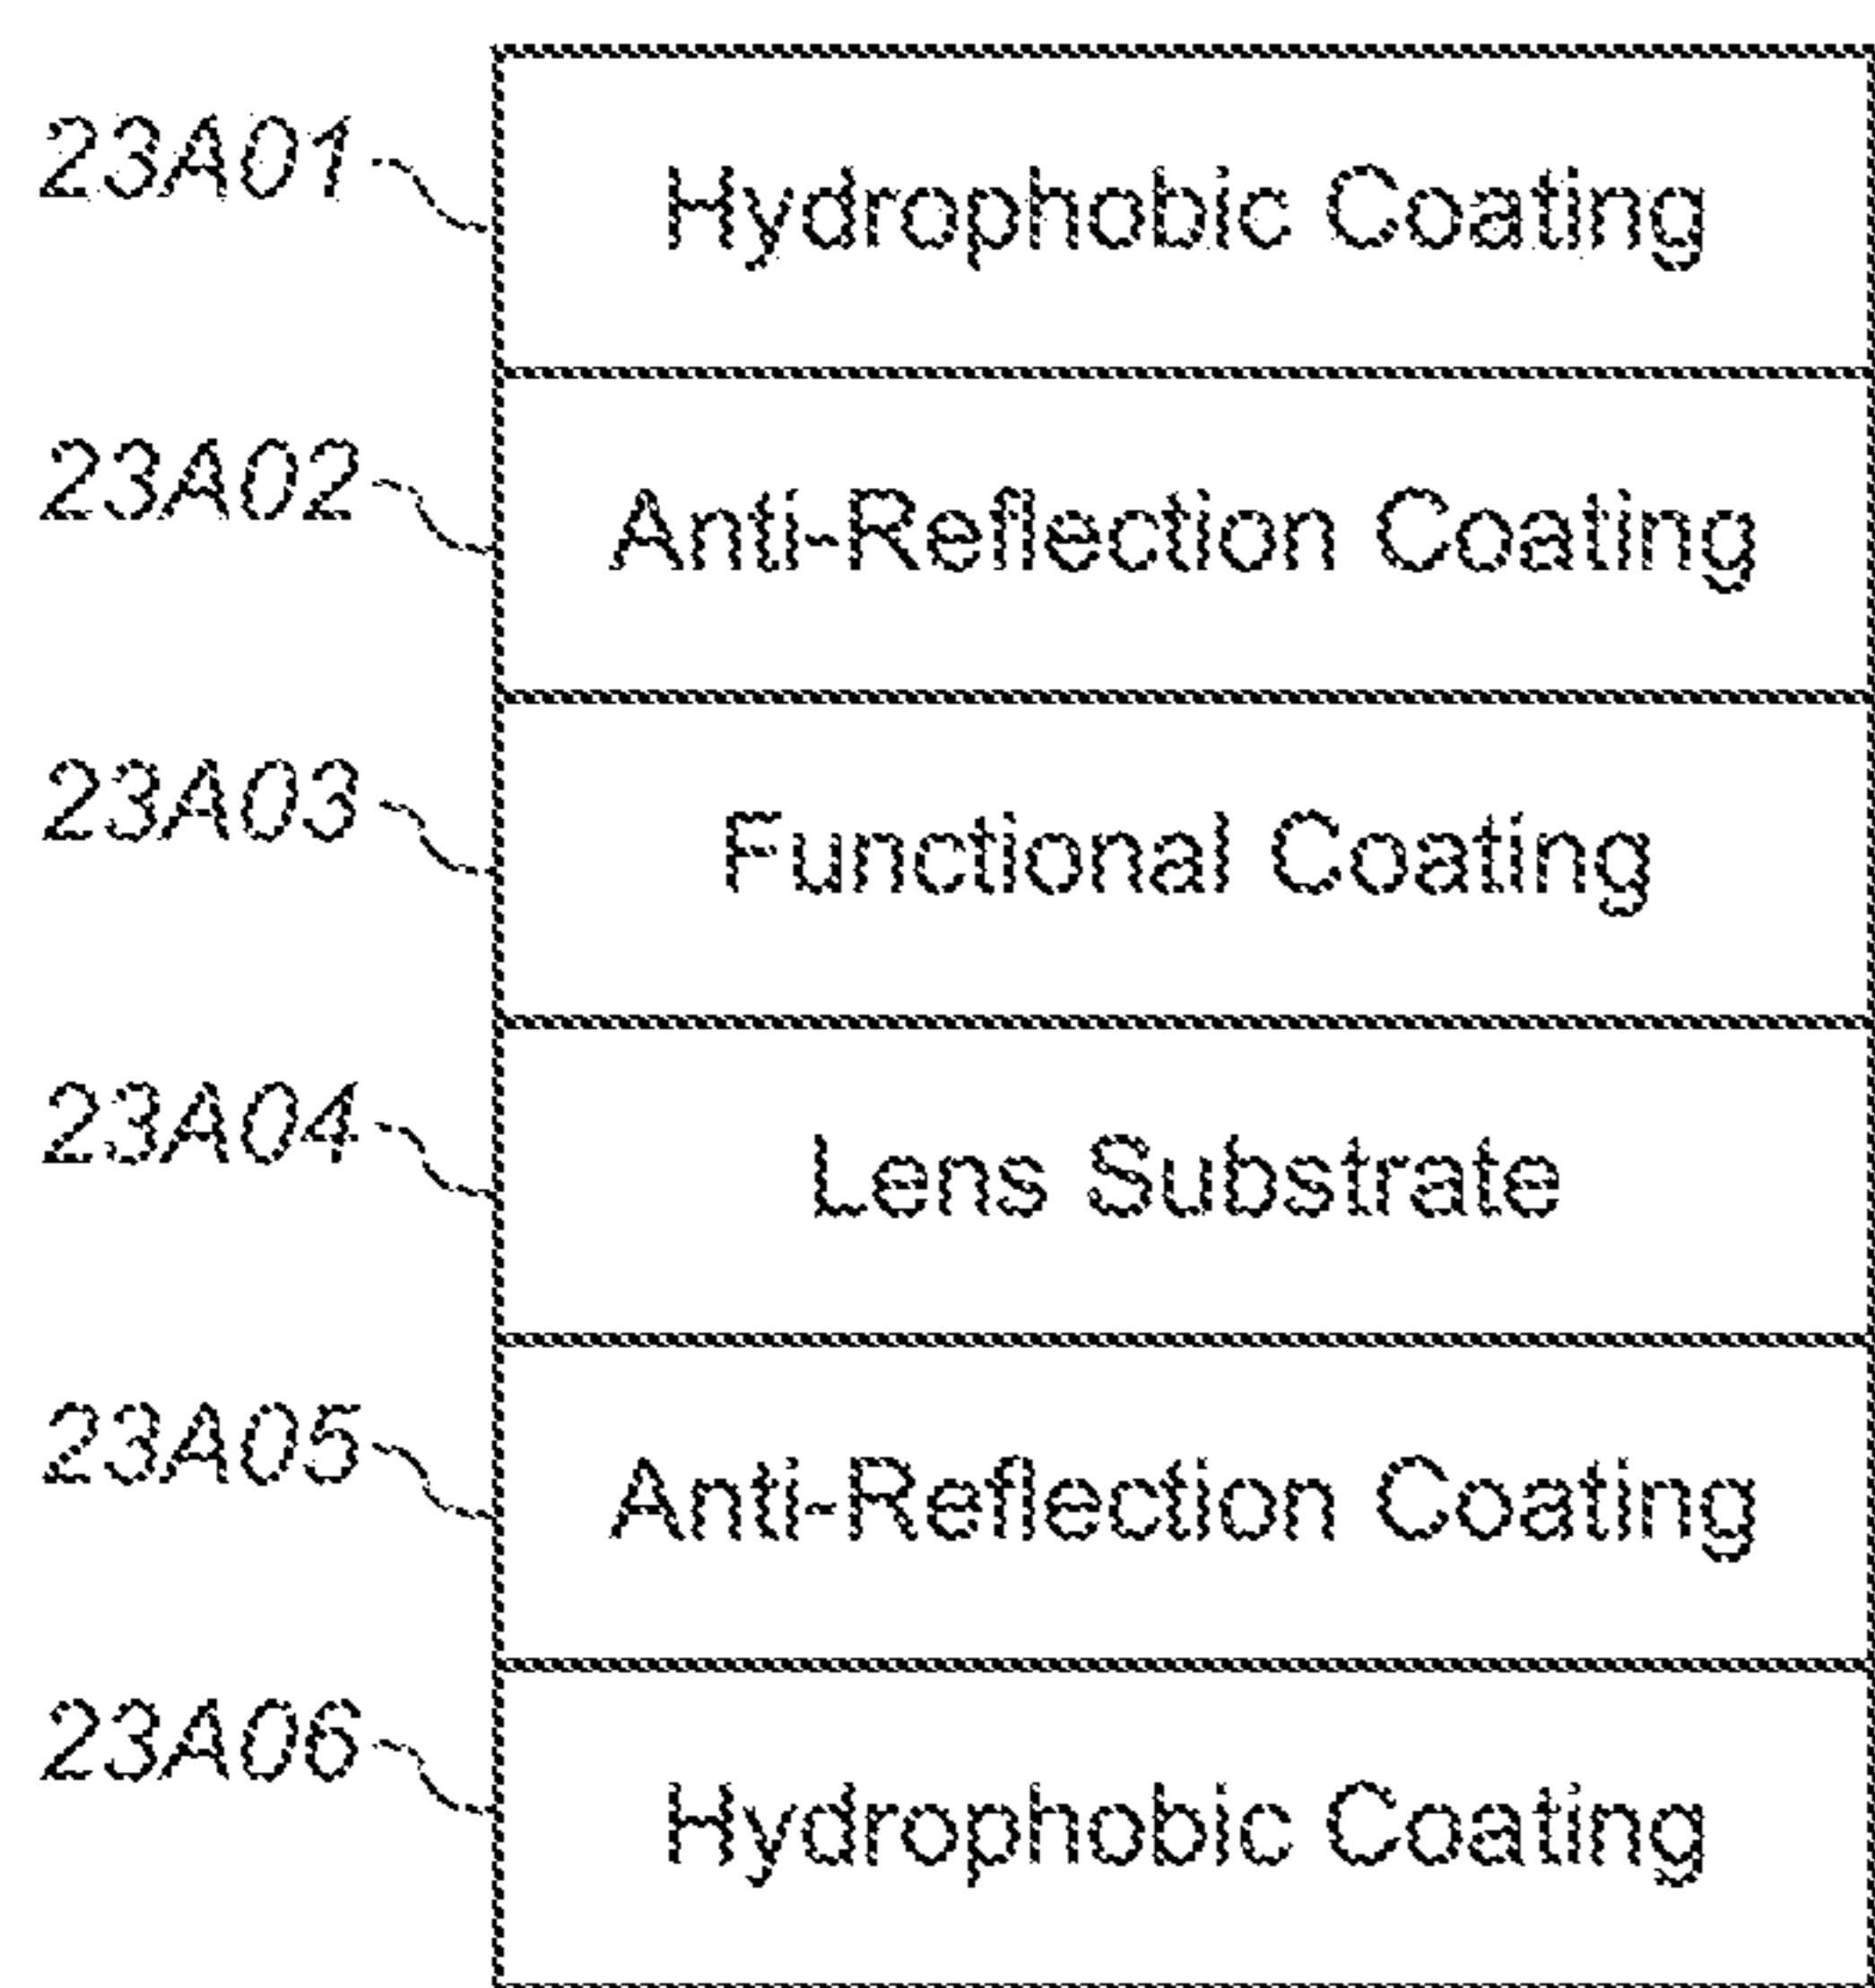 23A01 Hydrophobic Coating
23A02 Anti-Reflection Coating
23A03 Functional Coating
23A04 Lens Substrate
23A05 Anti-Reflection Coating
23A06 Hydrophobic Coating